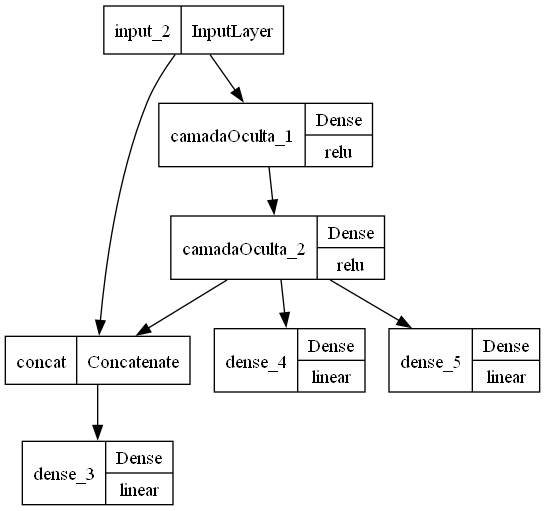 input_2 InputLayer
camadaOculta_1 Dense
relu
camadaOculta_2 Dense
relu
concat Concatenate
dense_4 Dense
linear
dense_5 Dense
linear
dense_3 Dense
linear